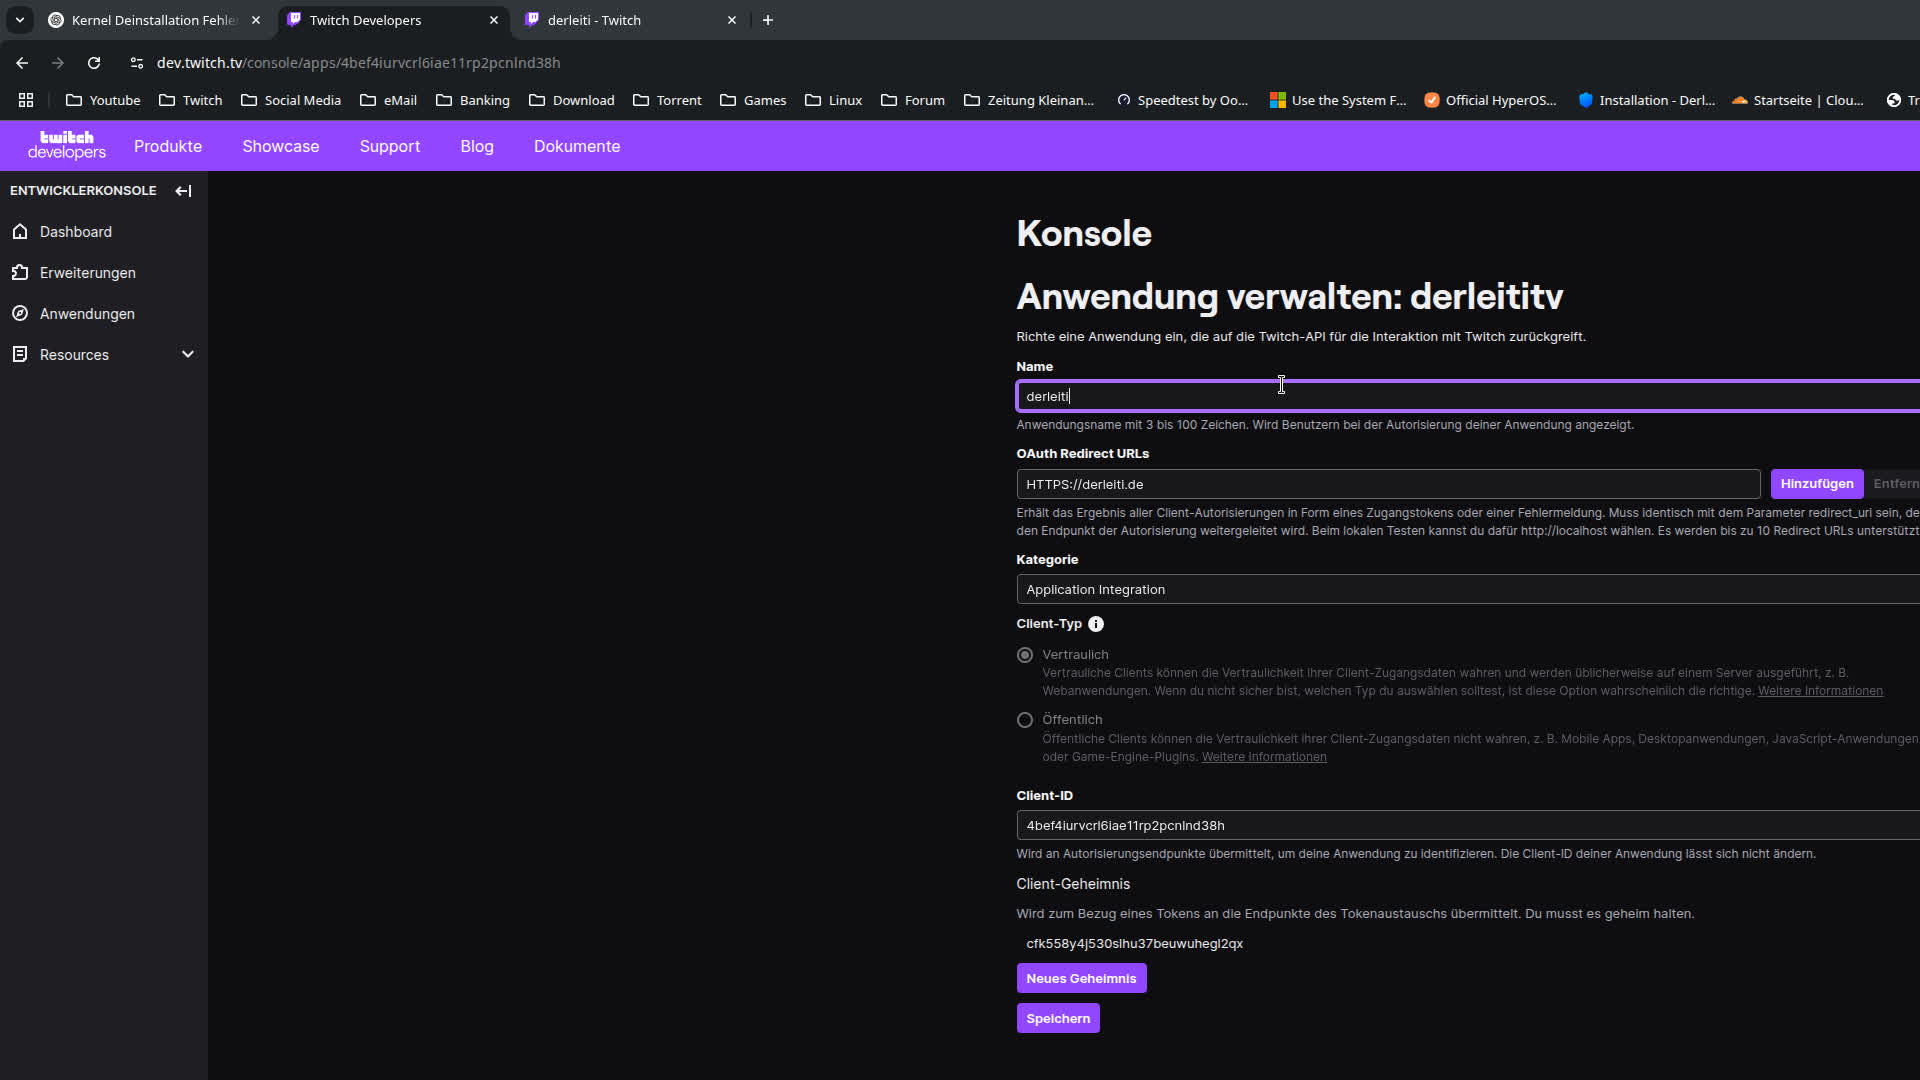 Kernel Deinstallation Fehle
Twitch Developers
derleiti - Twitch
dev.twitch.tv/console/apps/4bef4iurvcrl6iae11rp2pcnlnd38h
Youtube Twitch Social Media eMail Banking Download Torrent Games Linux Forum Zeitung Kleinan... Speedtest by Oo... Use the System F... Official HyperOS... Installation - Derl... Startseite | Clou... Tr
twitch
developers
Produkte Showcase Support Blog Dokumente
ENTWICKLERKONSOLE
Dashboard
Erweiterungen
Anwendungen
Resources
Konsole
Anwendung verwalten: derleititv
Richte eine Anwendung ein, die auf die Twitch-API für die Interaktion mit Twitch zurückgreift.
Name
derleiti
Anwendungsname mit 3 bis 100 Zeichen. Wird Benutzern bei der Autorisierung deiner Anwendung angezeigt.
OAuth Redirect URLs
HTTPS://derleiti.de
Hinzufügen Entfern
Erhält das Ergebnis aller Client-Autorisierungen in Form eines Zugangstokens oder einer Fehlermeldung. Muss identisch mit dem Parameter redirect_uri sein, de
den Endpunkt der Autorisierung weitergeleitet wird. Beim lokalen Testen kannst du dafür http://localhost wählen. Es werden bis zu 10 Redirect URLs unterstützt
Kategorie
Application Integration
Client-Typ
Vertraulich
Vertrauliche Clients können die Vertraulichkeit ihrer Client-Zugangsdaten wahren und werden üblicherweise auf einem Server ausgeführt, z. B.
Webanwendungen. Wenn du nicht sicher bist, welchen Typ du auswählen solltest, ist diese Option wahrscheinlich die richtige. Weitere Informationen
Öffentlich
Öffentliche Clients können die Vertraulichkeit ihrer Client-Zugangsdaten nicht wahren, z. B. Mobile Apps, Desktopanwendungen, JavaScript-Anwendungen
oder Game-Engine-Plugins. Weitere Informationen
Client-ID
4bef4iurvcrl6iae11rp2pcnlnd38h
Wird an Autorisierungsendpunkte übermittelt, um deine Anwendung zu identifizieren. Die Client-ID deiner Anwendung lässt sich nicht ändern.
Client-Geheimnis
Wird zum Bezug eines Tokens an die Endpunkte des Tokenaustauschs übermittelt. Du musst es geheim halten.
cfk558y4j530slhu37beuwuhegl2qx
Neues Geheimnis
Speichern